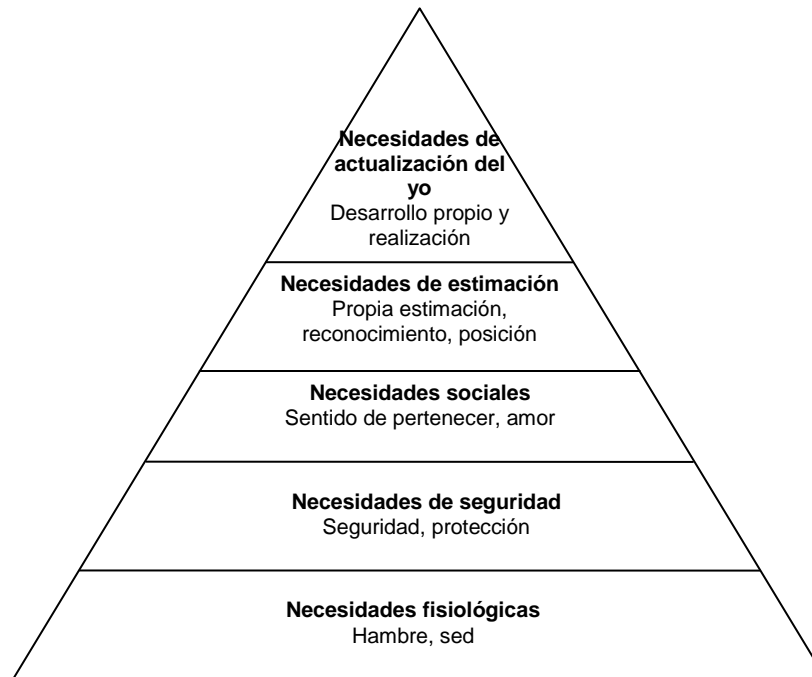 Necesidades de
actualización del
yo
Desarrollo propio y
realización
Necesidades de estimación
Propia estimación,
reconocimiento, posición
Necesidades sociales
Sentido de pertenecer, amor
Necesidades de seguridad
Seguridad, protección
Necesidades fisiológicas
Hambre, sed